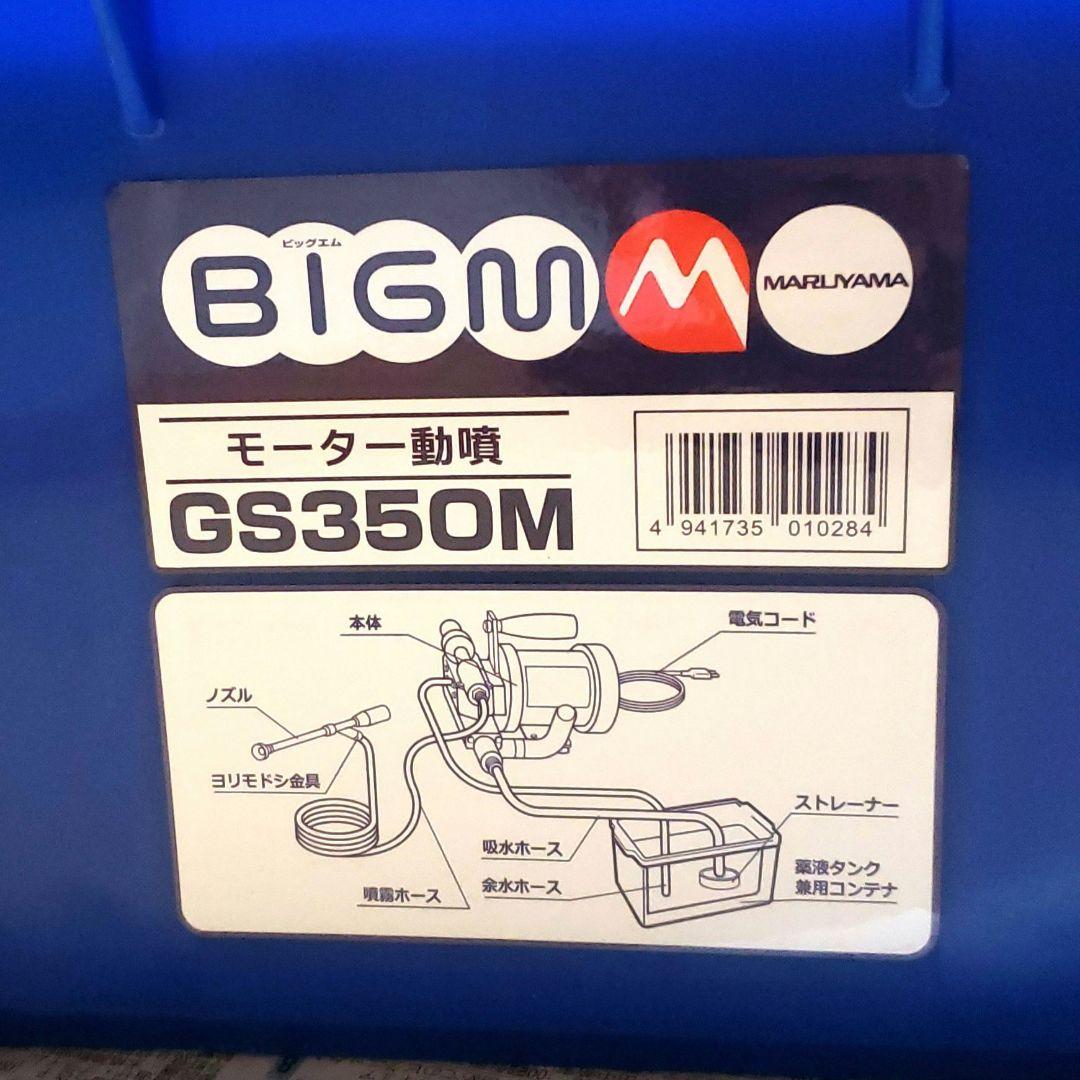 ビッグエム
BIGM
MARUYAMA
モーター動噴
GS350M
4 941735 010284
本体
電気コード
ノズル
ヨリモドシ金具
ストレーナー
吸水ホース
余水ホース
噴霧ホース
薬液タンク
兼用コンテナ